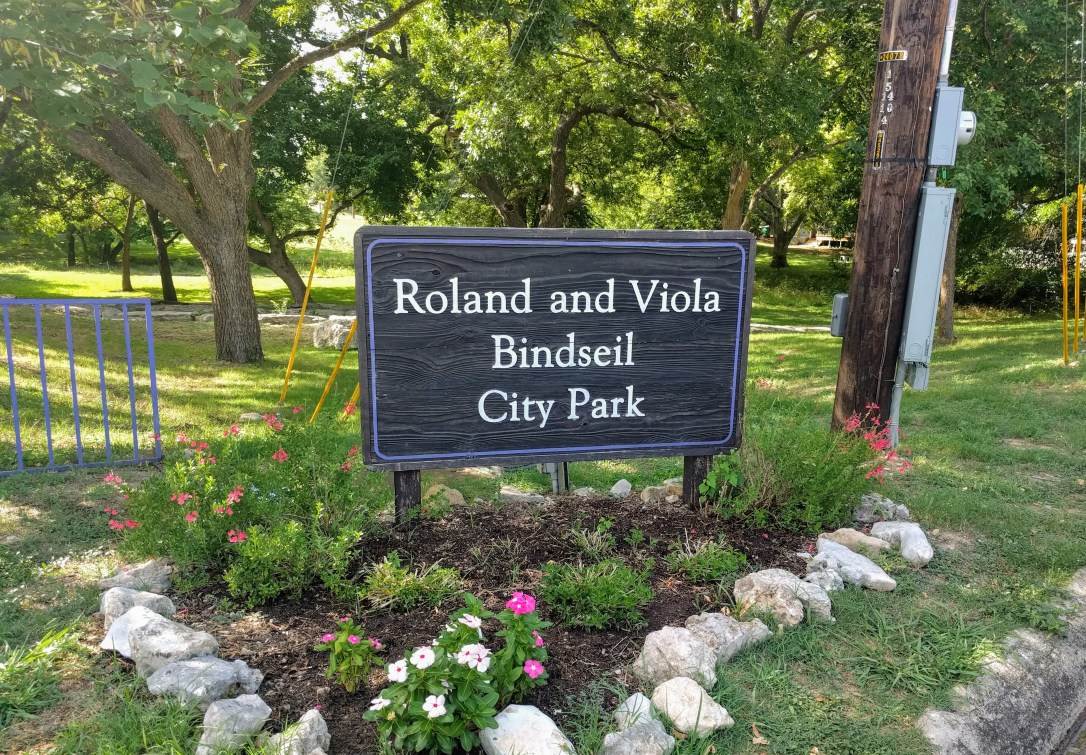 Roland and Viola
Bindseil
City Park